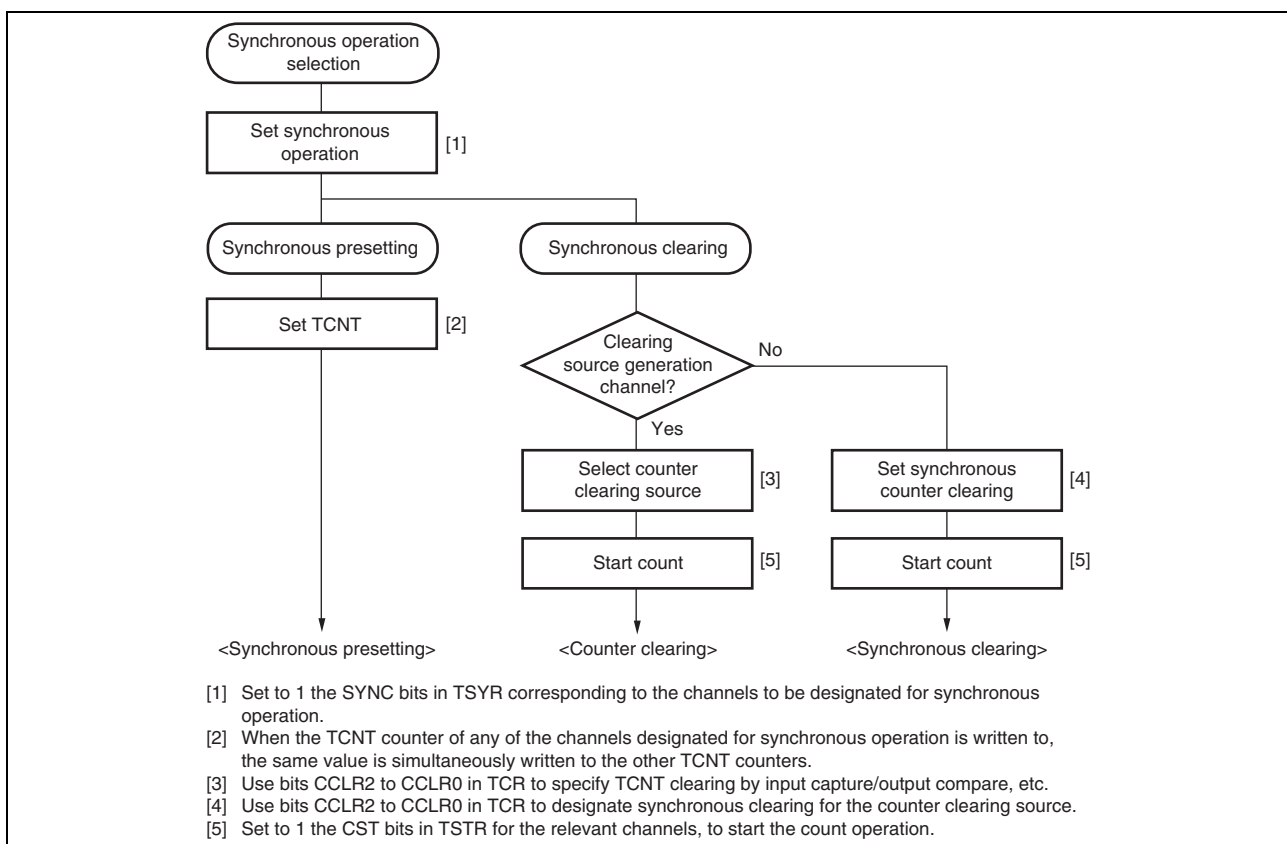 Synchronous operation
selection
Set synchronous
operation
[1]
Synchronous presetting
Synchronous clearing
Set TCNT
[2]
Clearing
source generation
channel?
No
Yes
Select counter
clearing source
[3]
Set synchronous
counter clearing
[4]
Start count
[5]
Start count
[5]
<Synchronous presetting>
<Counter clearing>
<Synchronous clearing>
[1] Set to 1 the SYNC bits in TSYR corresponding to the channels to be designated for synchronous
operation.
[2] When the TCNT counter of any of the channels designated for synchronous operation is written to,
the same value is simultaneously written to the other TCNT counters.
[3] Use bits CCLR2 to CCLR0 in TCR to specify TCNT clearing by input capture/output compare, etc.
[4] Use bits CCLR2 to CCLR0 in TCR to designate synchronous clearing for the counter clearing source.
[5] Set to 1 the CST bits in TSTR for the relevant channels, to start the count operation.